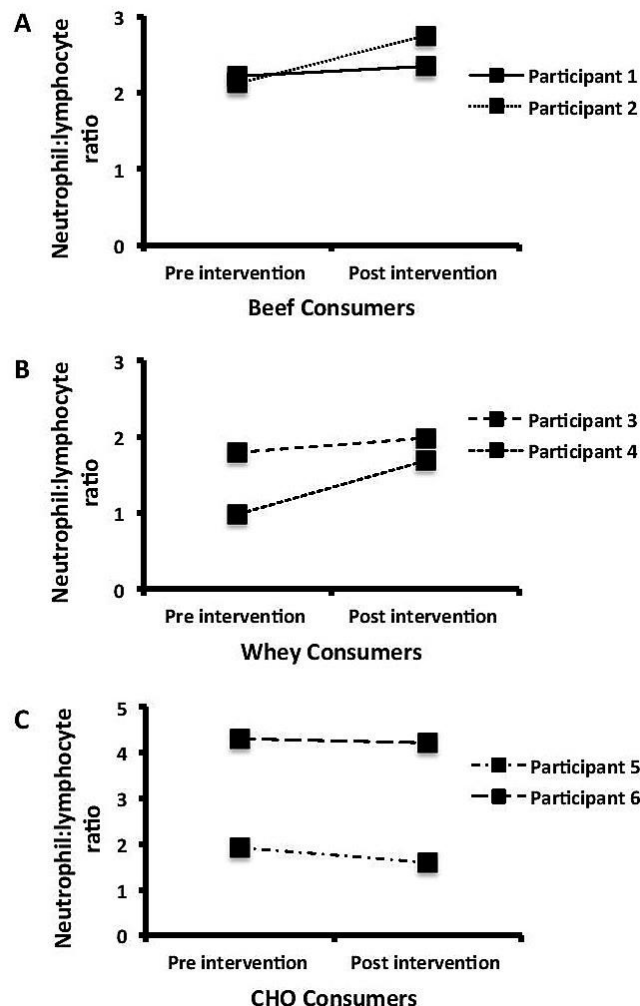 A
Neutrophil:lymphocyte
ratio
3
2
1
0
Pre intervention
Post intervention
Beef Consumers
Participant 1
Participant 2
B
Neutrophil:lymphocyte
ratio
3
2
1
0
Pre intervention
Post intervention
Whey Consumers
Participant 3
Participant 4
C
Neutrophil:lymphocyte
ratio
5
4
3
2
1
0
Pre intervention
Post intervention
CHO Consumers
Participant 5
Participant 6